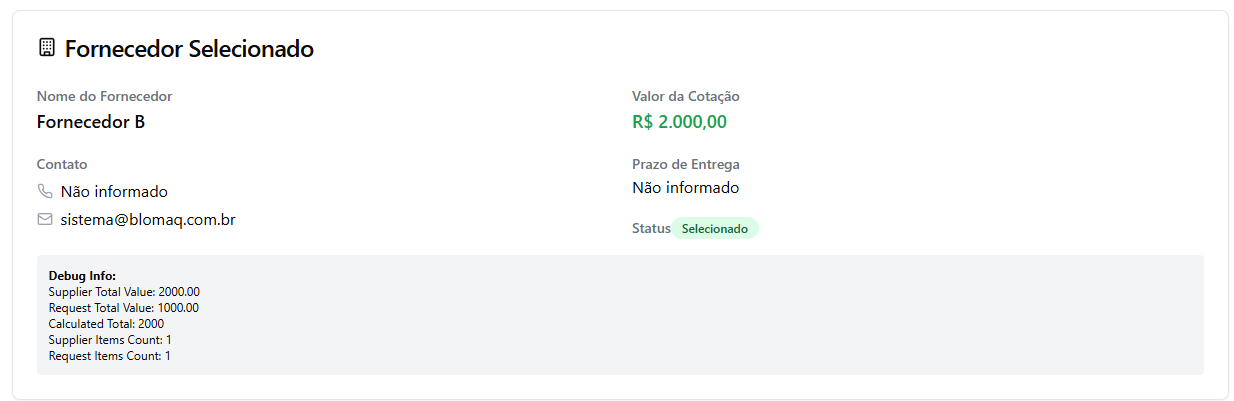 Fornecedor Selecionado
Nome do Fornecedor
Fornecedor B
Valor da Cotação
R$ 2.000,00
Contato
Não informado
sistema@blomaq.com.br
Prazo de Entrega
Não informado
Status Selecionado
Debug Info:
Supplier Total Value: 2000.00
Request Total Value: 1000.00
Calculated Total: 2000
Supplier Items Count: 1
Request Items Count: 1